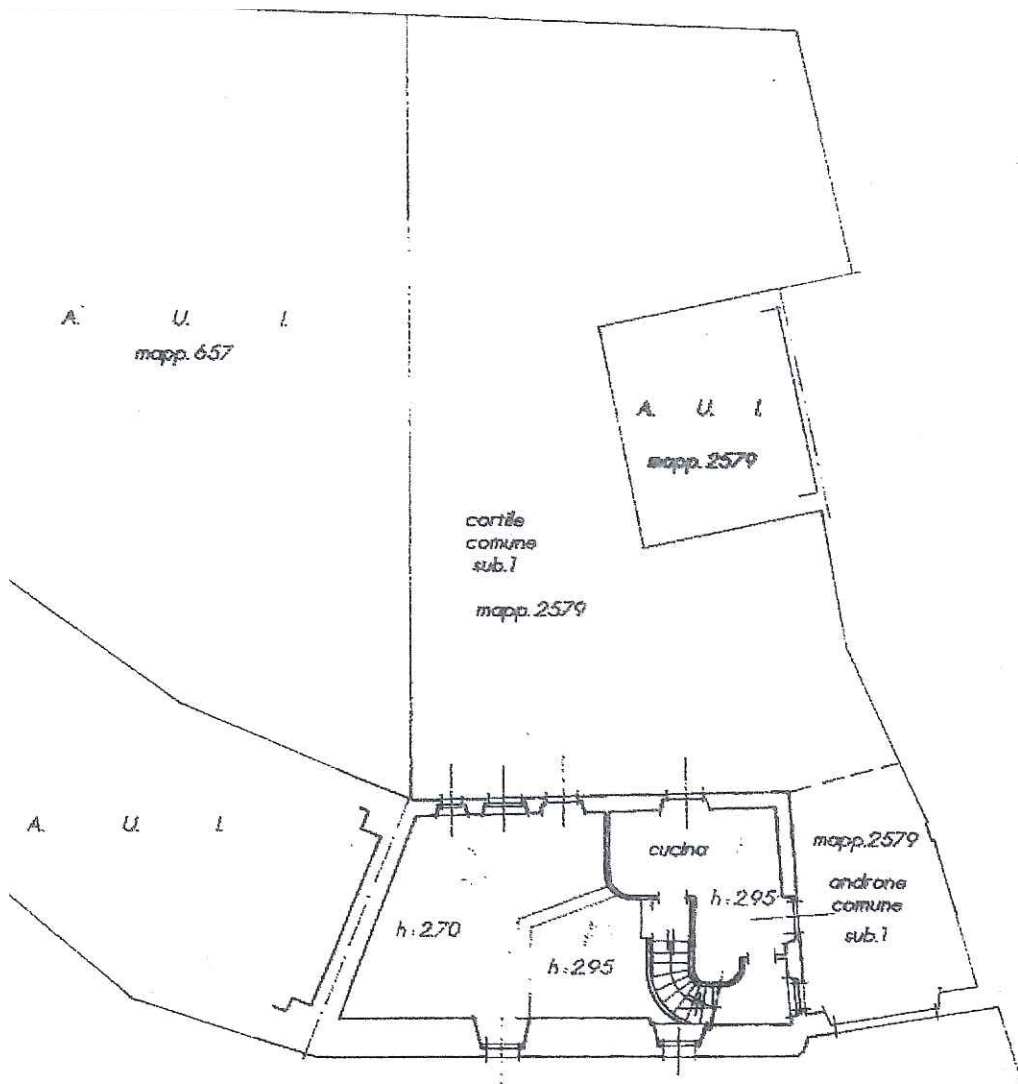 A. U. I.
mapp. 657
A. U. I.
mapp. 2579
cortile
comune
sub.1
mapp. 2579
A. U. I.
cucina
h=2.95
h=2.70
h=2.95
mapp.2579
androne
comune
sub.1